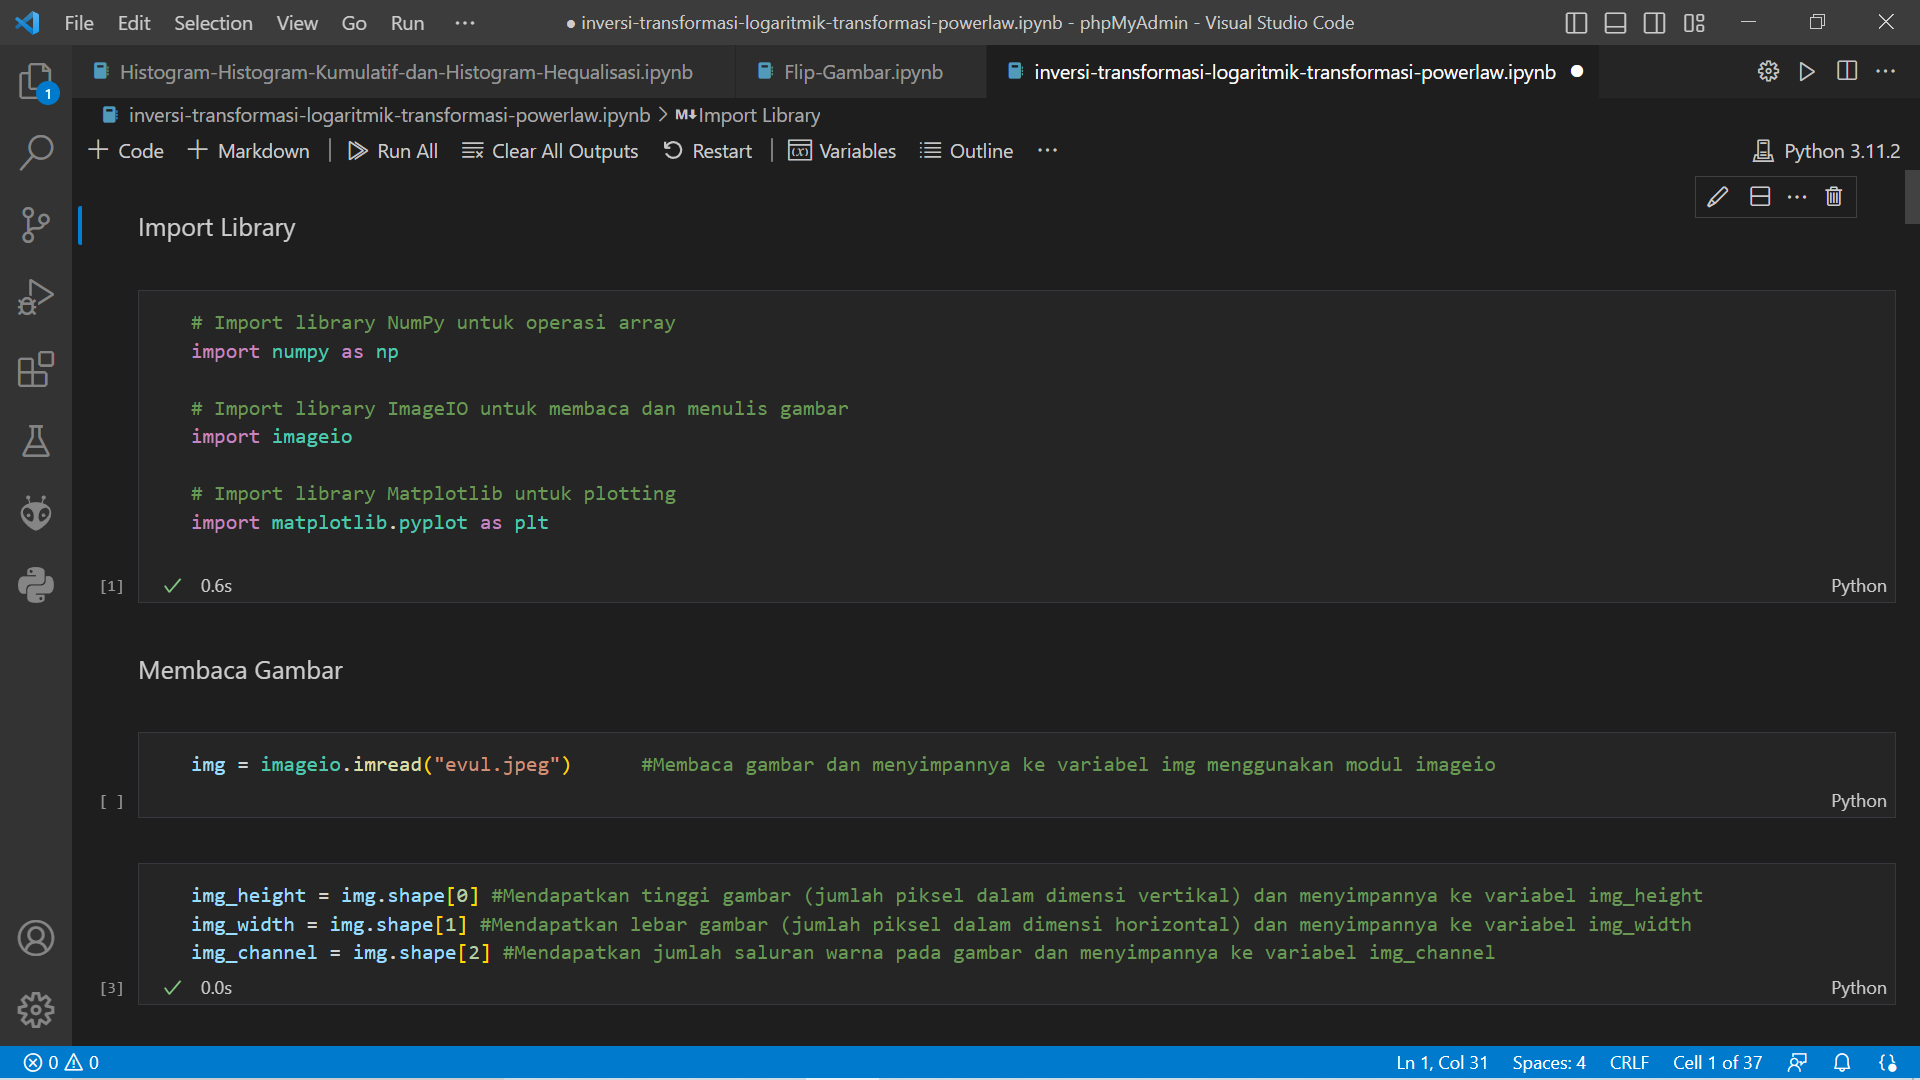 File Edit Selection View Go Run ··· ● inversi-transformasi-logaritmik-transformasi-powerlaw.ipynb - phpMyAdmin - Visual Studio Code
Histogram-Histogram-Kumulatif-dan-Histogram-Hequalisasi.ipynb Flip-Gambar.ipynb inversi-transformasi-logaritmik-transformasi-powerlaw.ipynb
1
inversi-transformasi-logaritmik-transformasi-powerlaw.ipynb > M↓Import Library
+ Code + Markdown Run All Clear All Outputs Restart Variables Outline ··· Python 3.11.2
Import Library
# Import library NumPy untuk operasi array
import numpy as np
# Import library ImageIO untuk membaca dan menulis gambar
import imageio
# Import library Matplotlib untuk plotting
import matplotlib.pyplot as plt
[1] ✓ 0.6s Python
Membaca Gambar
img = imageio.imread("evul.jpeg") #Membaca gambar dan menyimpannya ke variabel img menggunakan modul imageio
[ ] Python
img_height = img.shape[0] #Mendapatkan tinggi gambar (jumlah piksel dalam dimensi vertikal) dan menyimpannya ke variabel img_height
img_width = img.shape[1] #Mendapatkan lebar gambar (jumlah piksel dalam dimensi horizontal) dan menyimpannya ke variabel img_width
img_channel = img.shape[2] #Mendapatkan jumlah saluran warna pada gambar dan menyimpannya ke variabel img_channel
[3] ✓ 0.0s Python
0 0 Ln 1, Col 31 Spaces: 4 CRLF Cell 1 of 37